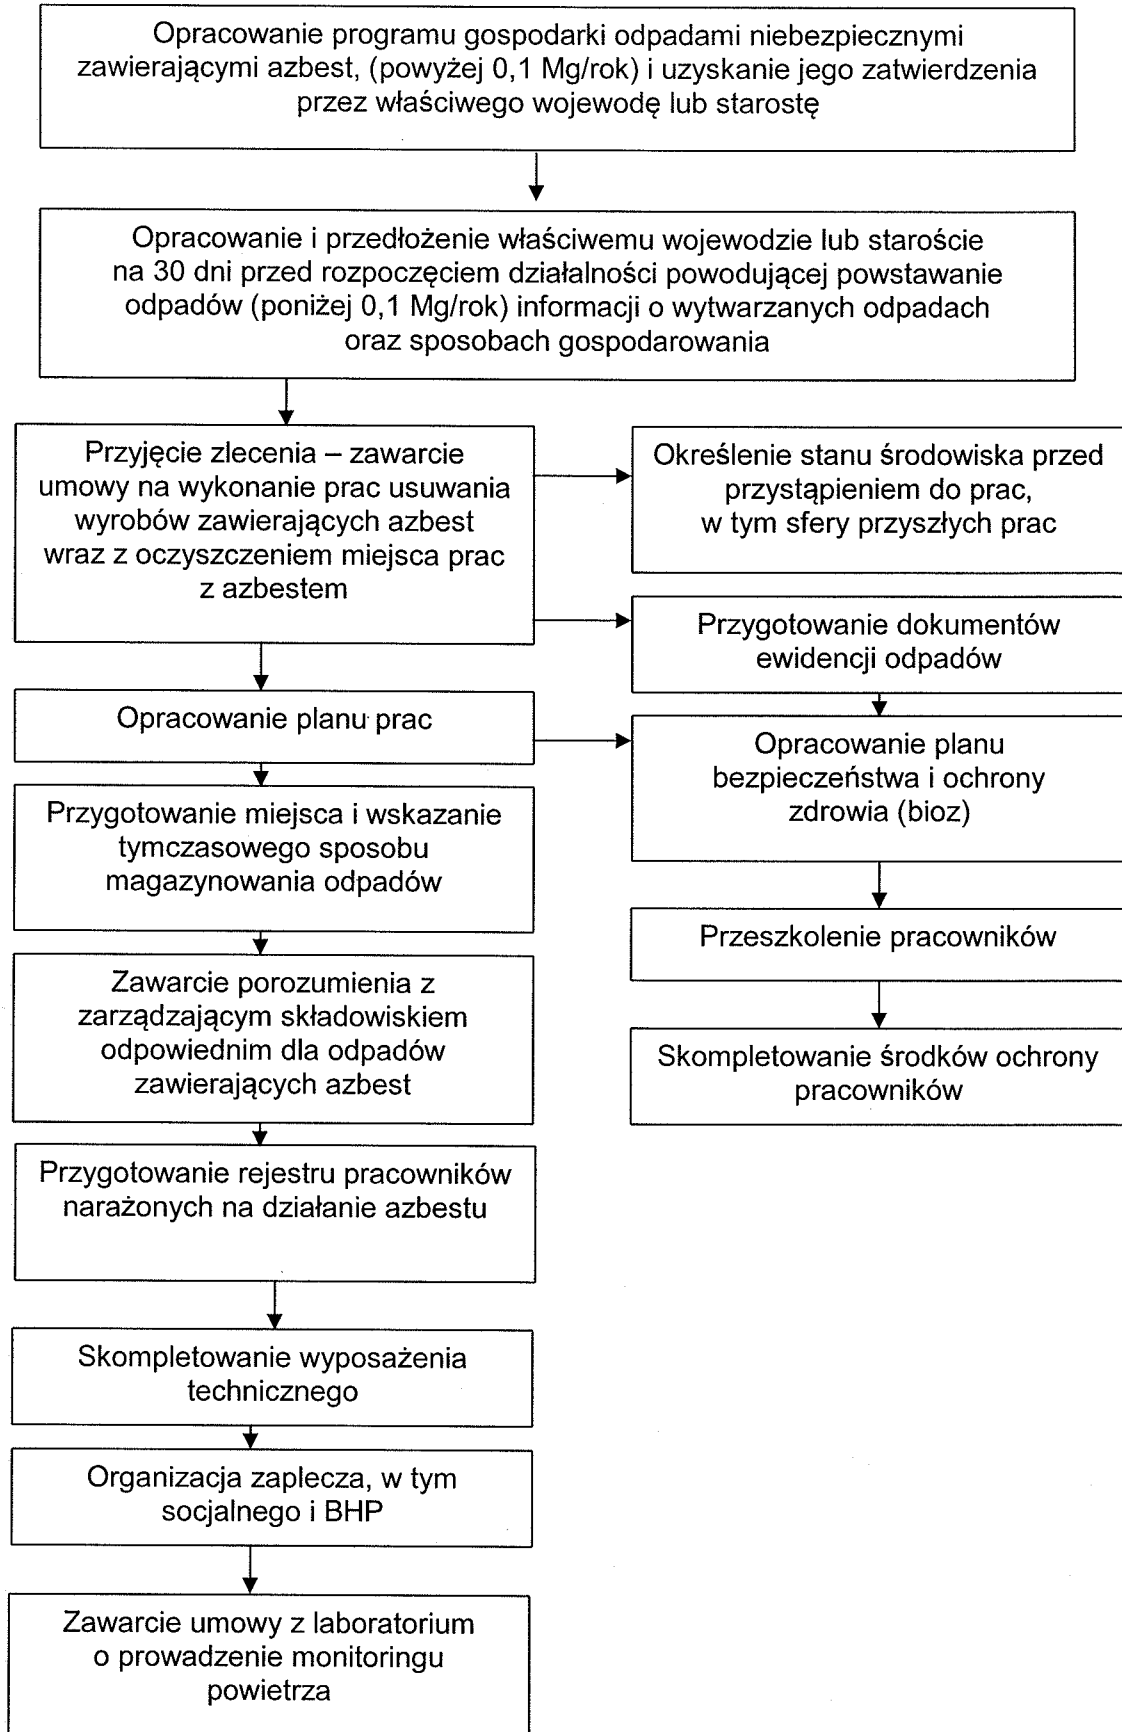 Opracowanie programu gospodarki odpadami niebezpiecznymi
zawierającymi azbest, (powyżej 0,1 Mg/rok) i uzyskanie jego zatwierdzenia
przez właściwego wojewodę lub starostę
Opracowanie i przedłożenie właściwemu wojewodzie lub staroście
na 30 dni przed rozpoczęciem działalności powodującej powstawanie
odpadów (poniżej 0,1 Mg/rok) informacji o wytwarzanych odpadach
oraz sposobach gospodarowania
Przyjęcie zlecenia – zawarcie
umowy na wykonanie prac usuwania
wyrobów zawierających azbest
wraz z oczyszczeniem miejsca prac
z azbestem
Określenie stanu środowiska przed
przystąpieniem do prac,
w tym sfery przyszłych prac
Przygotowanie dokumentów
ewidencji odpadów
Opracowanie planu prac
Opracowanie planu
bezpieczeństwa i ochrony
zdrowia (bioz)
Przygotowanie miejsca i wskazanie
tymczasowego sposobu
magazynowania odpadów
Przeszkolenie pracowników
Zawarcie porozumienia z
zarządzającym składowiskiem
odpowiednim dla odpadów
zawierających azbest
Skompletowanie środków ochrony
pracowników
Przygotowanie rejestru pracowników
narażonych na działanie azbestu
Skompletowanie wyposażenia
technicznego
Organizacja zaplecza, w tym
socjalnego i BHP
Zawarcie umowy z laboratorium
o prowadzenie monitoringu
powietrza